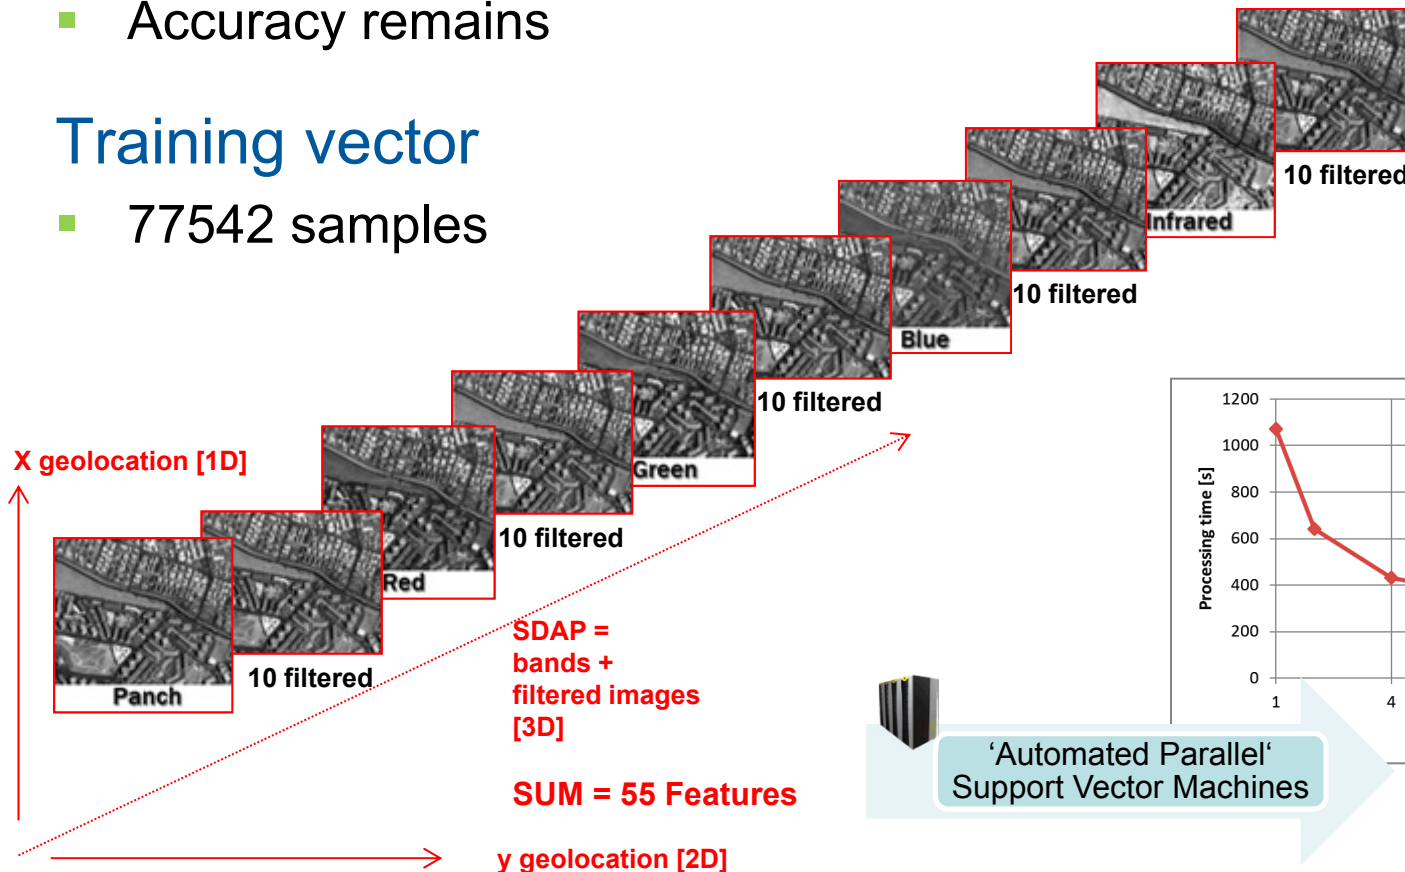 Accuracy remains
Training vector
77542 samples
X geolocation [1D]
Panch
10 filtered
Red
10 filtered
Green
10 filtered
Blue
10 filtered
Infrared
10 filtered
SDAP =
bands +
filtered images
[3D]
SUM = 55 Features
y geolocation [2D]
Processing time [s]
1200
1000
800
600
400
200
0
1
4
‘Automated Parallel‘
Support Vector Machines